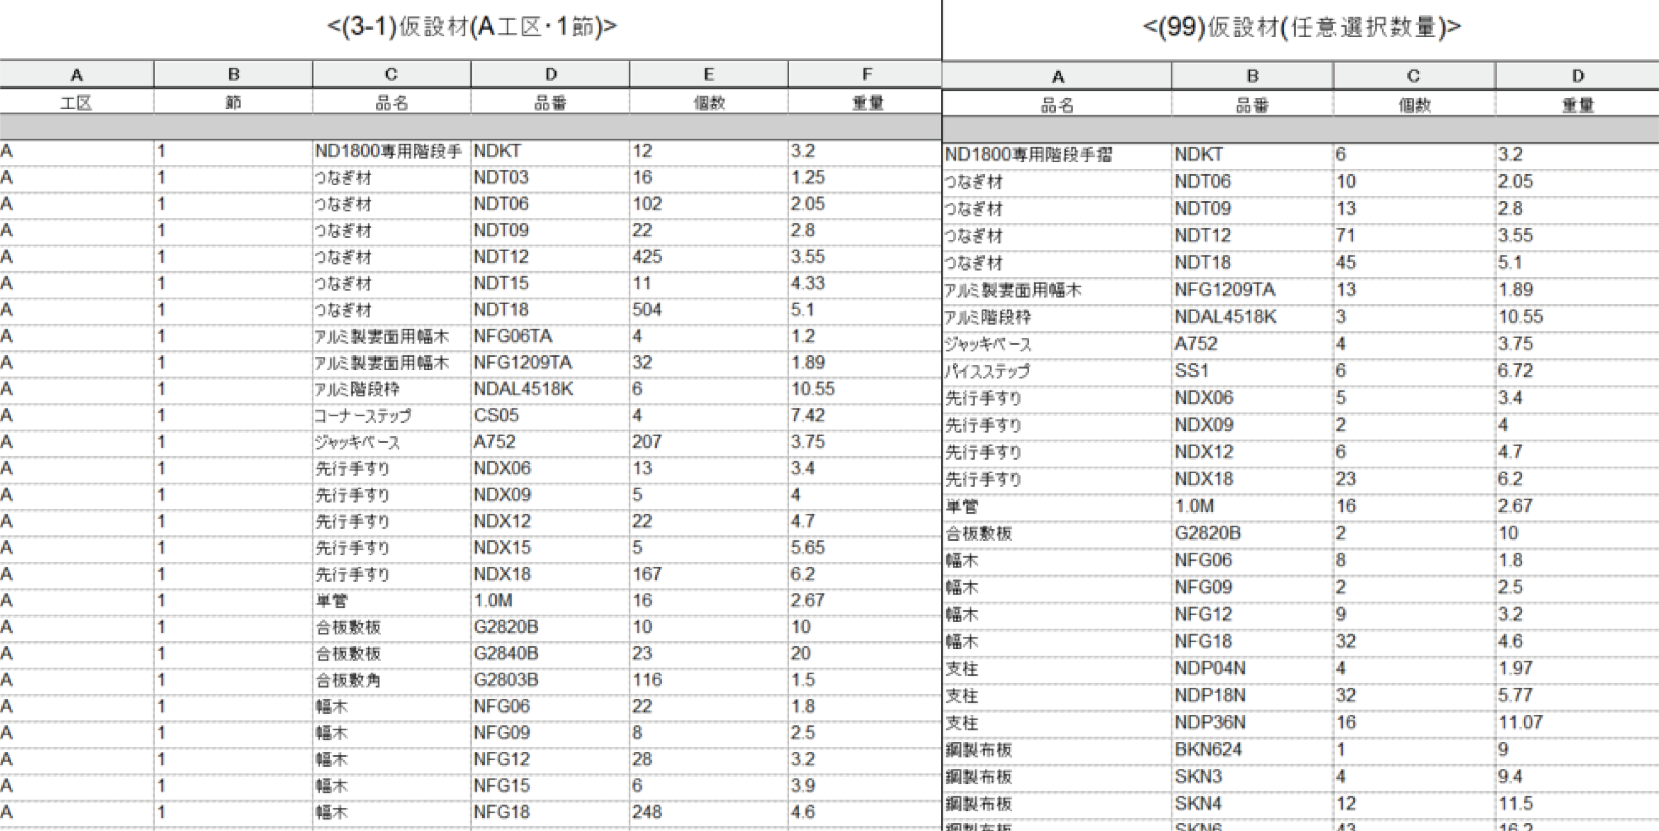 <(3-1)仮設材(A工区・1節)>
A B C D E F
工区 節 品名 品番 個数 重量
A 1 ND1800専用階段手 NDKT 12 3.2
A 1 つなぎ材 NDT03 16 1.25
A 1 つなぎ材 NDT06 102 2.05
A 1 つなぎ材 NDT09 22 2.8
A 1 つなぎ材 NDT12 425 3.55
A 1 つなぎ材 NDT15 11 4.33
A 1 つなぎ材 NDT18 504 5.1
A 1 アルミ製妻面用幅木 NFG06TA 4 1.2
A 1 アルミ製妻面用幅木 NFG1209TA 32 1.89
A 1 アルミ階段枠 NDAL4518K 6 10.55
A 1 コーナーステップ CS05 4 7.42
A 1 ジャッキベース A752 207 3.75
A 1 先行手すり NDX06 13 3.4
A 1 先行手すり NDX09 5 4
A 1 先行手すり NDX12 22 4.7
A 1 先行手すり NDX15 5 5.65
A 1 先行手すり NDX18 167 6.2
A 1 単管 1.0M 16 2.67
A 1 合板敷板 G2820B 10 10
A 1 合板敷板 G2840B 23 20
A 1 合板敷角 G2803B 116 1.5
A 1 幅木 NFG06 22 1.8
A 1 幅木 NFG09 8 2.5
A 1 幅木 NFG12 28 3.2
A 1 幅木 NFG15 6 3.9
A 1 幅木 NFG18 248 4.6
<(99)仮設材(任意選択数量)>
A B C D
品名 品番 個数 重量
ND1800専用階段手摺 NDKT 6 3.2
つなぎ材 NDT06 10 2.05
つなぎ材 NDT09 13 2.8
つなぎ材 NDT12 71 3.55
つなぎ材 NDT18 45 5.1
アルミ製妻面用幅木 NFG1209TA 13 1.89
アルミ階段枠 NDAL4518K 3 10.55
ジャッキベース A752 4 3.75
パイスステップ SS1 6 6.72
先行手すり NDX06 5 3.4
先行手すり NDX09 2 4
先行手すり NDX12 6 4.7
先行手すり NDX18 23 6.2
単管 1.0M 16 2.67
合板敷板 G2820B 2 10
幅木 NFG06 8 1.8
幅木 NFG09 2 2.5
幅木 NFG12 9 3.2
幅木 NFG18 32 4.6
支柱 NDP04N 4 1.97
支柱 NDP18N 32 5.77
支柱 NDP36N 16 11.07
鋼製布板 BKN624 1 9
鋼製布板 SKN3 4 9.4
鋼製布板 SKN4 12 11.5
鋼製布板 SKN6 43 16.2